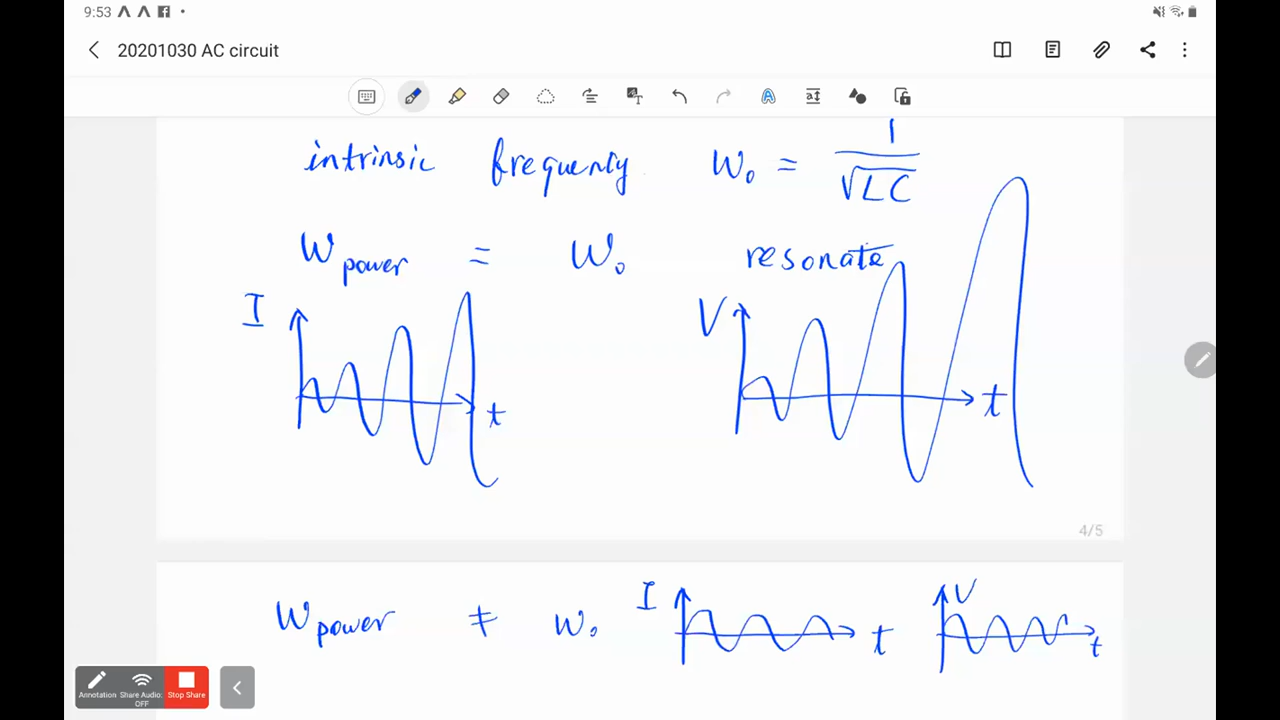 9:53
20201030 AC circuit
intrinsic frequenly W₀ = 1/√LC
W power = W₀ resonate
I t V t
4/5
W power ≠ W₀ I t V t
Annotation Share Audio: OFF Stop Share